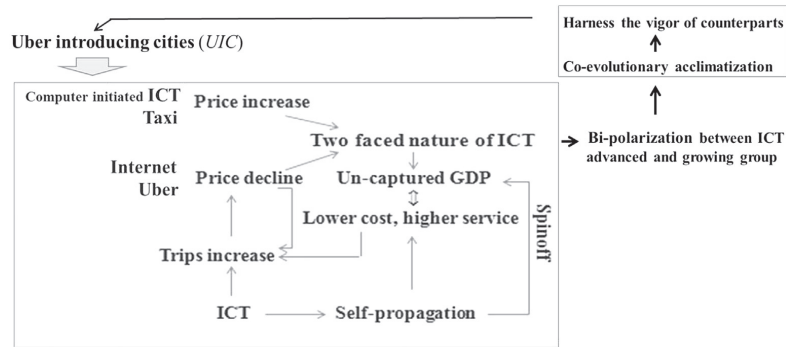 Harness the vigor of counterparts
Uber introducing cities (UIC)
Co-evolutionary acclimatization
Computer initiated ICT
Taxi
Price increase
Two faced nature of ICT
Bi-polarization between ICT
advanced and growing group
Internet
Uber
Price decline
Un-captured GDP
Lower cost, higher service
Spinoff
Trips increase
ICT
Self-propagation